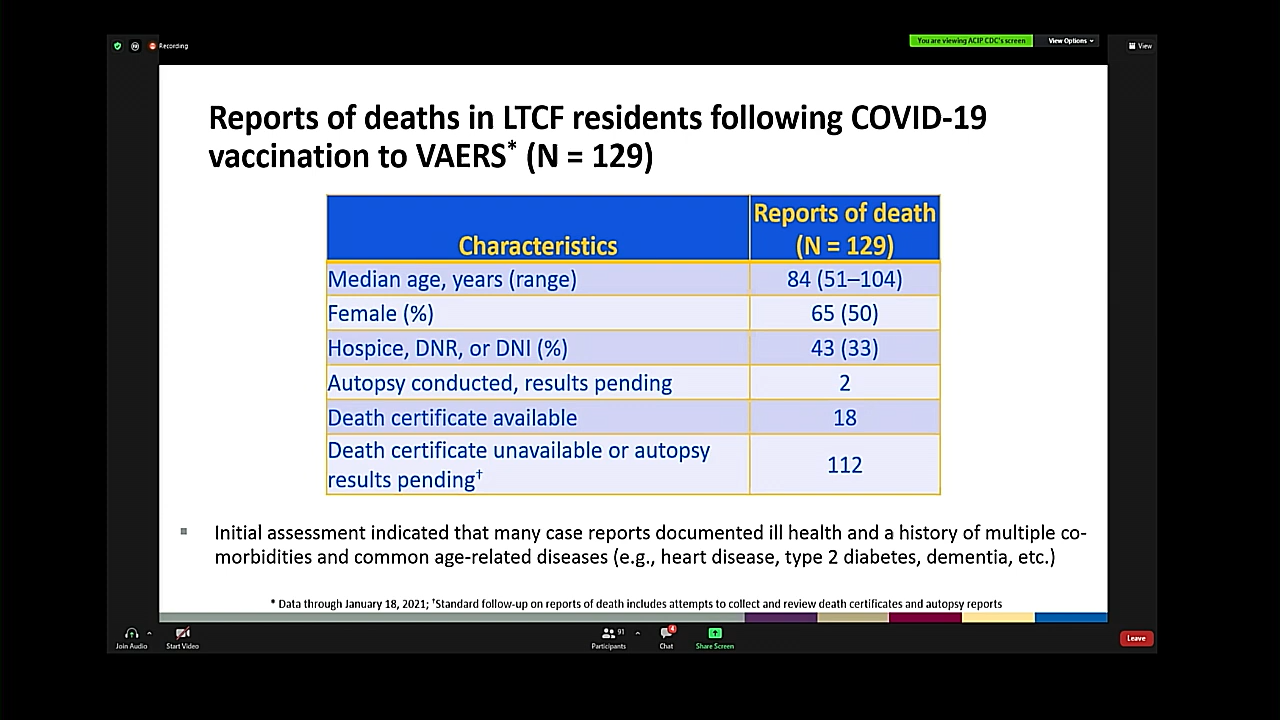 Recording
You are viewing ACIP CDC's screen
View Options
View
Reports of deaths in LTCF residents following COVID-19
vaccination to VAERS* (N = 129)
Characteristics
Reports of death
(N = 129)
Median age, years (range)
84 (51–104)
Female (%)
65 (50)
Hospice, DNR, or DNI (%)
43 (33)
Autopsy conducted, results pending
2
Death certificate available
18
Death certificate unavailable or autopsy
results pending†
112
Initial assessment indicated that many case reports documented ill health and a history of multiple co-
morbidities and common age-related diseases (e.g., heart disease, type 2 diabetes, dementia, etc.)
* Data through January 18, 2021; †Standard follow-up on reports of death includes attempts to collect and review death certificates and autopsy reports
Join Audio
Start Video
91
Participants
4
Chat
Share Screen
Leave